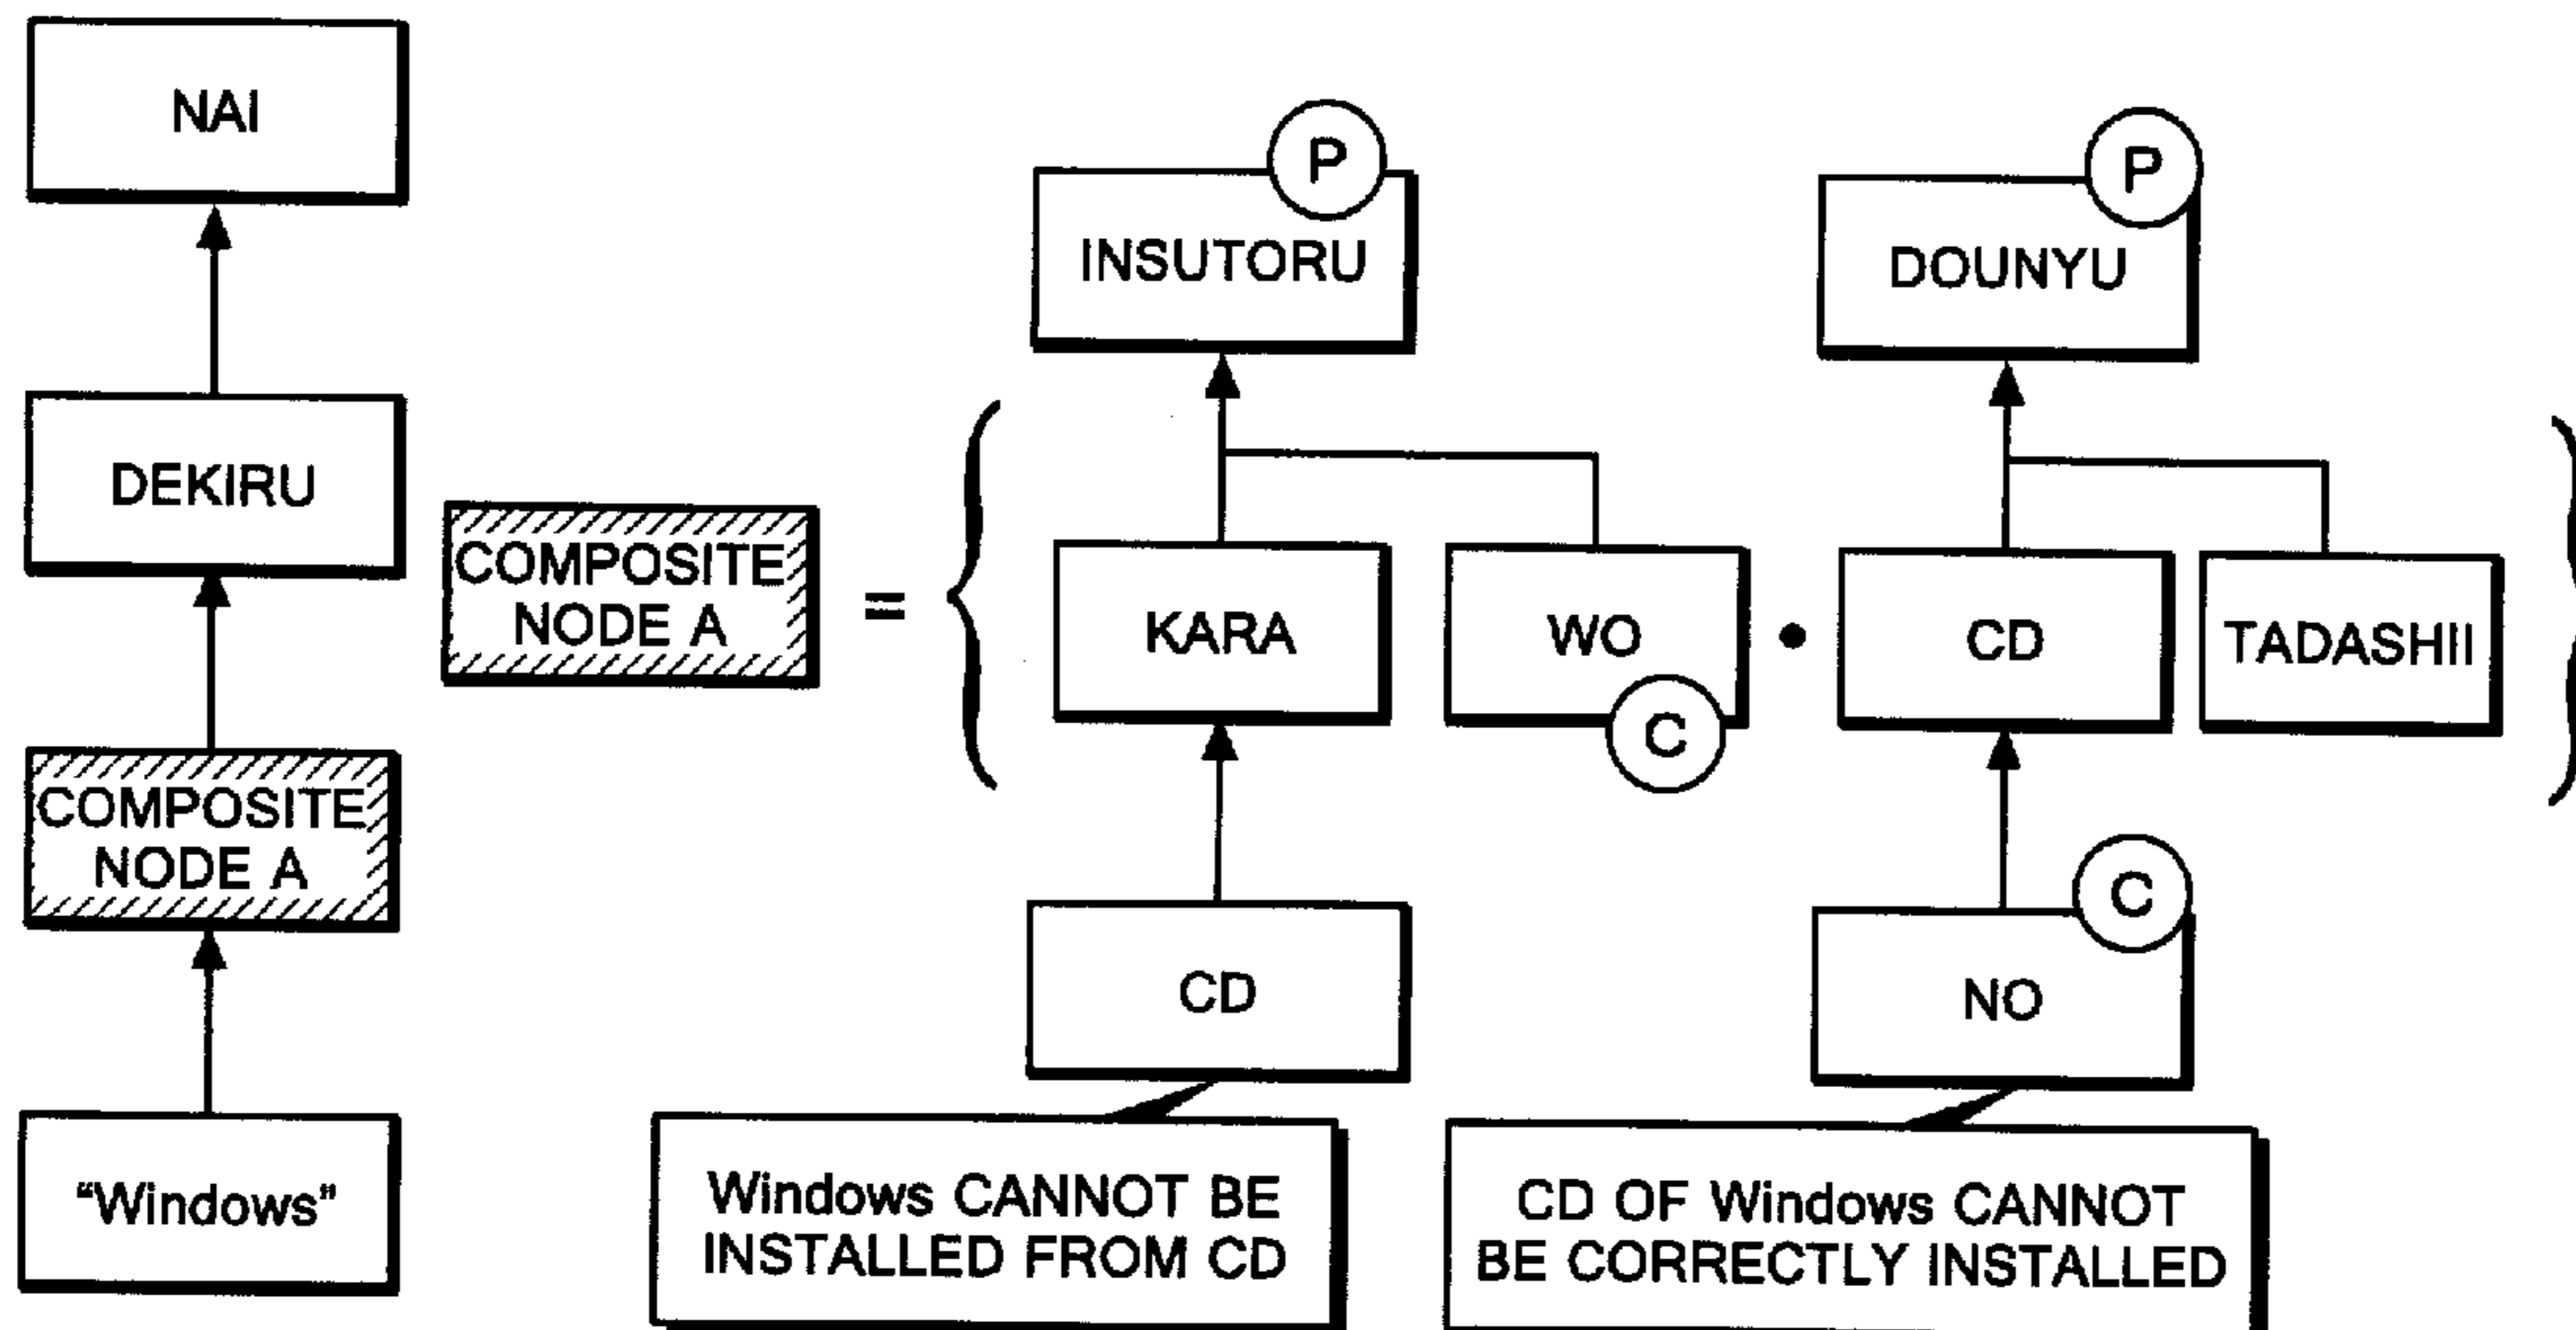 NAI
DEKIRU
COMPOSITE
NODE A
“Windows”
COMPOSITE
NODE A
=
{
P
INSUTORU
KARA
WO
C
CD
Windows CANNOT BE
INSTALLED FROM CD
•
P
DOUNYU
CD
TADASHII
C
NO
CD OF Windows CANNOT
BE CORRECTLY INSTALLED
}